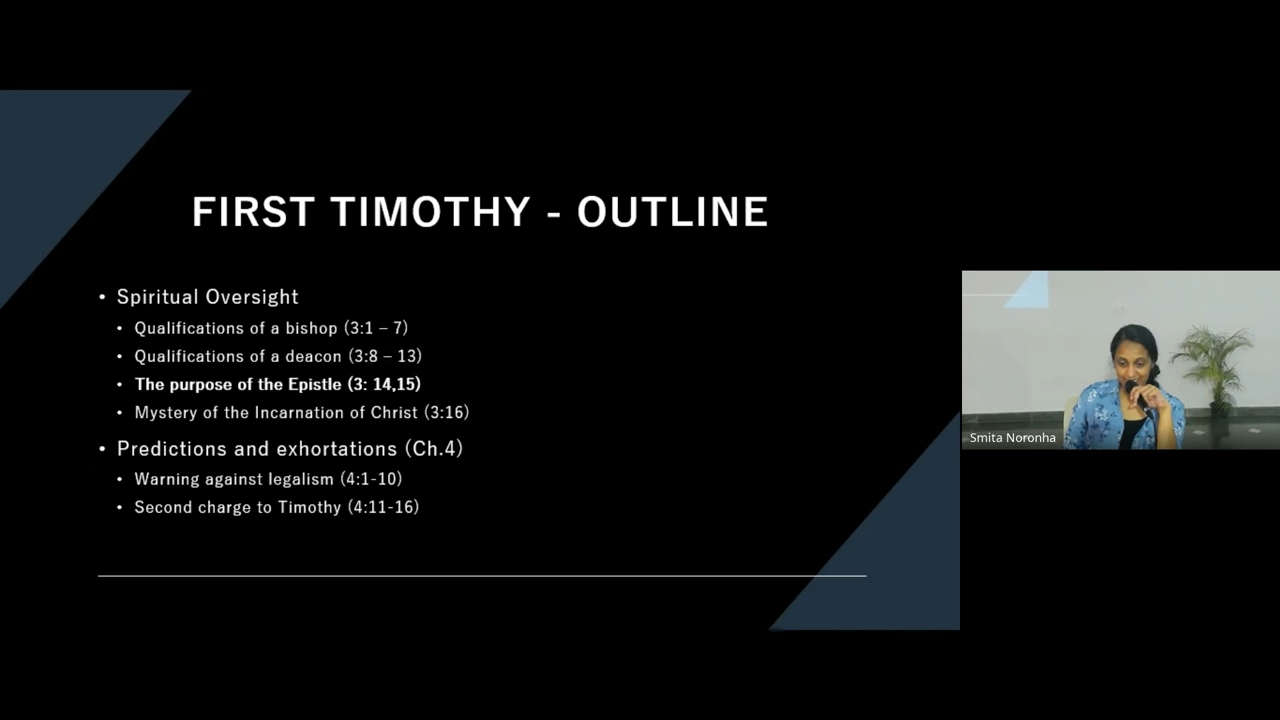 FIRST TIMOTHY - OUTLINE
• Spiritual Oversight
• Qualifications of a bishop (3:1 – 7)
• Qualifications of a deacon (3:8 – 13)
• The purpose of the Epistle (3: 14,15)
• Mystery of the Incarnation of Christ (3:16)
• Predictions and exhortations (Ch.4)
• Warning against legalism (4:1-10)
• Second charge to Timothy (4:11-16)
Smita Noronha